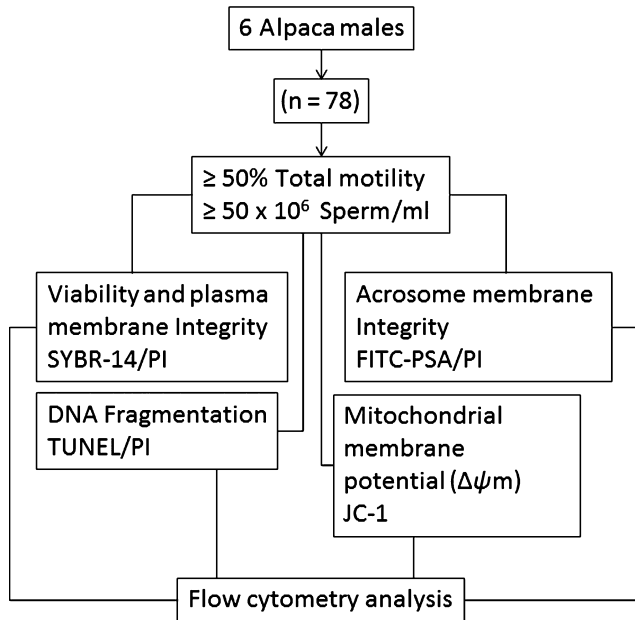 6 Alpaca males
(n = 78)
≥ 50% Total motility
≥ 50 x 10⁶ Sperm/ml
Viability and plasma
membrane Integrity
SYBR-14/PI
Acrosome membrane
Integrity
FITC-PSA/PI
DNA Fragmentation
TUNEL/PI
Mitochondrial
membrane
potential (Δψm)
JC-1
Flow cytometry analysis